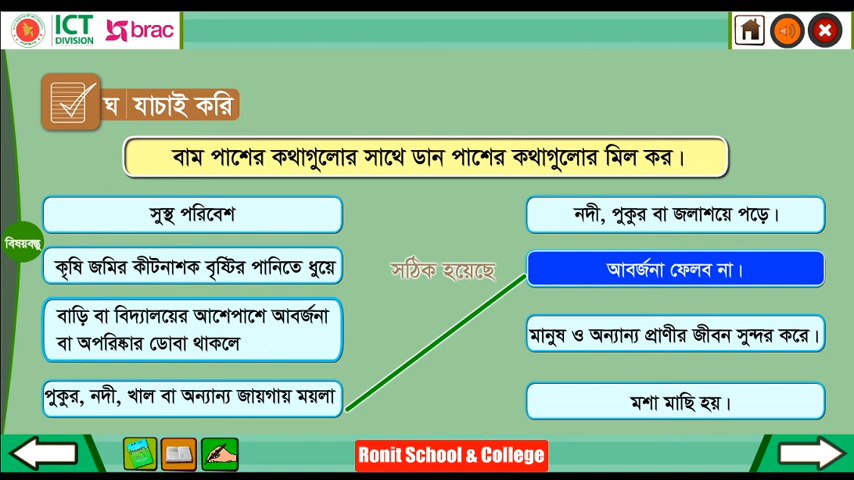 ICT
DIVISION
brac
ঘ যাচাই করি
বাম পাশের কথাগুলোর সাথে ডান পাশের কথাগুলোর মিল কর।
সুস্থ পরিবেশ
নদী, পুকুর বা জলাশয়ে পড়ে।
বিষয়বস্তু
কৃষি জমির কীটনাশক বৃষ্টির পানিতে ধুয়ে
সঠিক হয়েছে
আবর্জনা ফেলব না।
বাড়ি বা বিদ্যালয়ের আশেপাশে আবর্জনা
বা অপরিষ্কার ডোবা থাকলে
মানুষ ও অন্যান্য প্রাণীর জীবন সুন্দর করে।
পুকুর, নদী, খাল বা অন্যান্য জায়গায় ময়লা
মশা মাছি হয়।
Ronit School & College